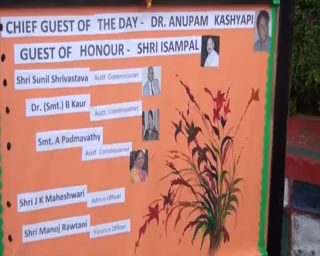 CHIEF GUEST OF THE DAY - DR. ANUPAM KASHYAPI
GUEST OF HONOUR - SHRI ISAMPAL
Shri Sunil Shrivastava Asstt Commissioner
Dr. (Smt.) B Kaur Asstt. Commissioner
Smt. A Padmavathy
Asstt. Commissioner
Shri J K Maheshwari Admin Officer
Shri Manoj Rawtani Finance Officer